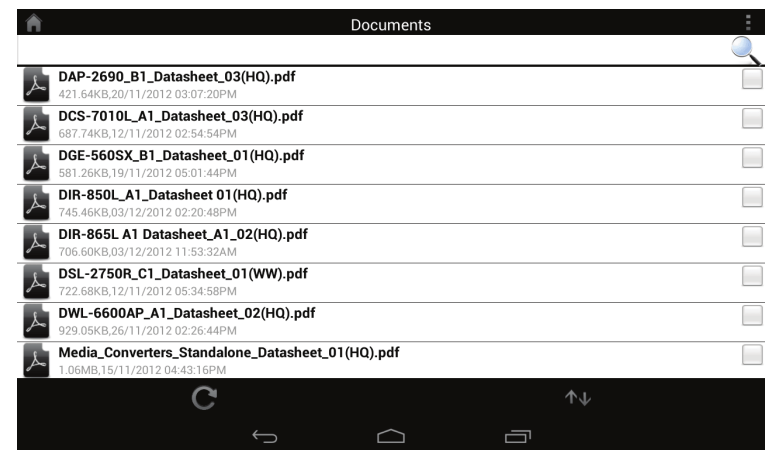 Documents
DAP-2690_B1_Datasheet_03(HQ).pdf
421.64KB,20/11/2012 03:07:20PM
DCS-7010L_A1_Datasheet_03(HQ).pdf
687.74KB,12/11/2012 02:54:54PM
DGE-560SX_B1_Datasheet_01(HQ).pdf
581.26KB,19/11/2012 05:01:44PM
DIR-850L_A1_Datasheet 01(HQ).pdf
745.46KB,03/12/2012 02:20:48PM
DIR-865L A1 Datasheet_A1_02(HQ).pdf
706.60KB,03/12/2012 11:53:32AM
DSL-2750R_C1_Datasheet_01(WW).pdf
722.68KB,12/11/2012 05:34:58PM
DWL-6600AP_A1_Datasheet_02(HQ).pdf
929.05KB,26/11/2012 02:26:44PM
Media_Converters_Standalone_Datasheet_01(HQ).pdf
1.06MB,15/11/2012 04:43:16PM